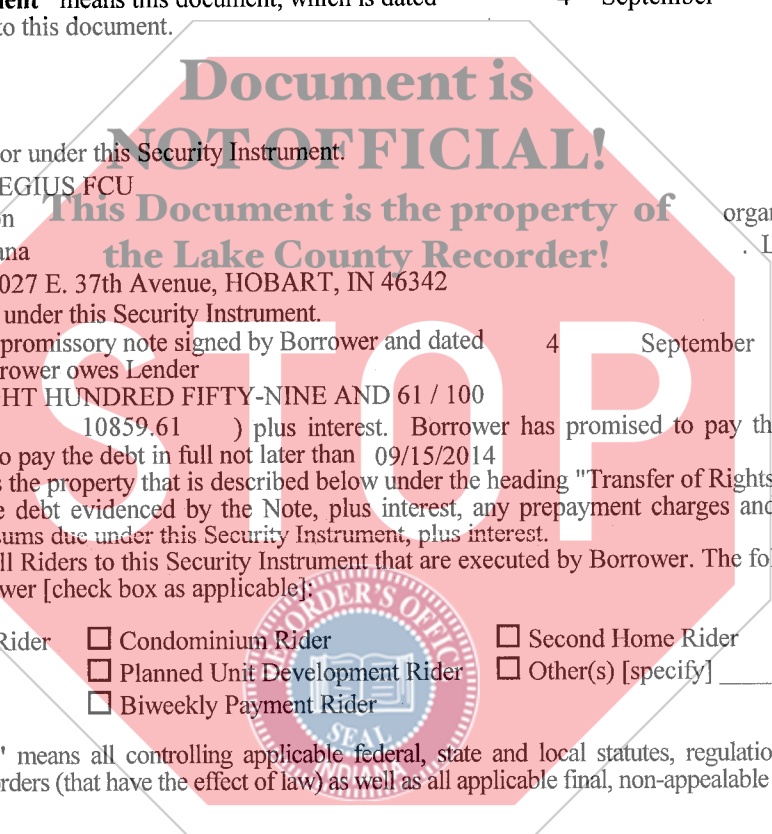 ent" means this document, which is dated 4 September
to this document.
Document is
NOT OFFICIAL!
or under this Security Instrument.
EGIUS FCU
This Document is the property of
on organ
ana . L
the Lake County Recorder!
027 E. 37th Avenue, HOBART, IN 46342
under this Security Instrument.
STOP
promissory note signed by Borrower and dated 4 September
rower owes Lender
HT HUNDRED FIFTY-NINE AND 61 / 100
10859.61 ) plus interest. Borrower has promised to pay th
o pay the debt in full not later than 09/15/2014
s the property that is described below under the heading "Transfer of Rights
e debt evidenced by the Note, plus interest, any prepayment charges and
sums due under this Security Instrument, plus interest.
ll Riders to this Security Instrument that are executed by Borrower. The fol
wer [check box as applicable]:
RECORDER'S OFFICE
Rider ☐ Condominium Rider ☐ Second Home Rider
☐ Planned Unit Development Rider ☐ Other(s) [specify] ____
☐ Biweekly Payment Rider
SEAL
INDIANA
" means all controlling applicable federal, state and local statutes, regulatio
rders (that have the effect of law) as well as all applicable final, non-appealable